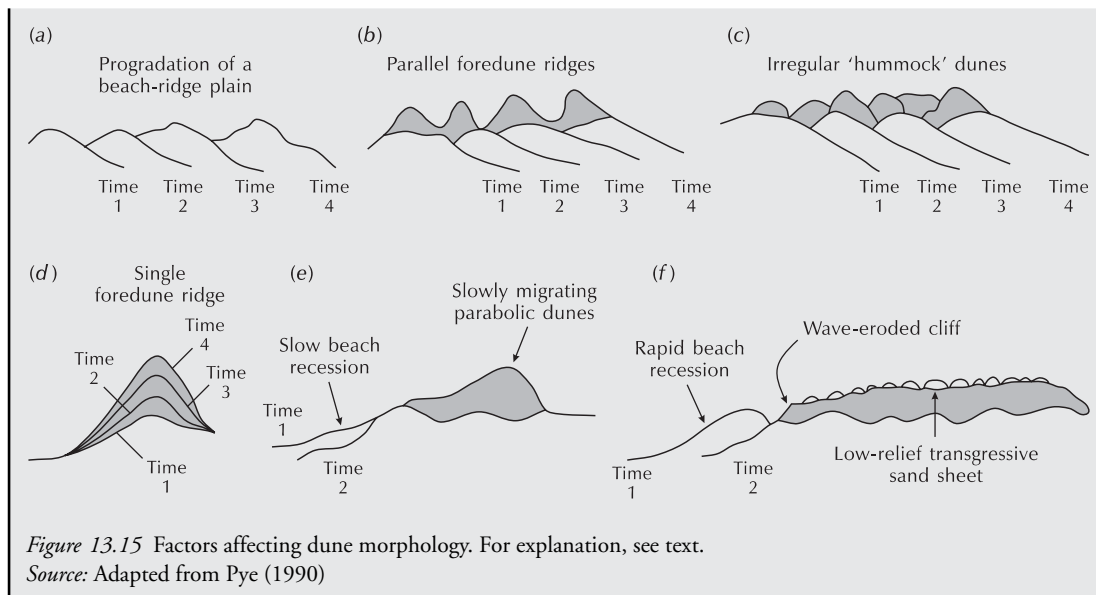 (a)
Progradation of a
beach-ridge plain
Time
1
Time
2
Time
3
Time
4
(b)
Parallel foredune ridges
Time
1
Time
2
Time
3
Time
4
(c)
Irregular 'hummock' dunes
Time
1
Time
2
Time
3
Time
4
(d)
Single
foredune ridge
Time
4
Time
2
Time
3
Time
1
(e)
Slowly migrating
parabolic dunes
Slow beach
recession
Time
1
Time
2
(f)
Wave-eroded cliff
Rapid beach
recession
Low-relief transgressive
sand sheet
Time
1
Time
2
Figure 13.15 Factors affecting dune morphology. For explanation, see text.
Source: Adapted from Pye (1990)